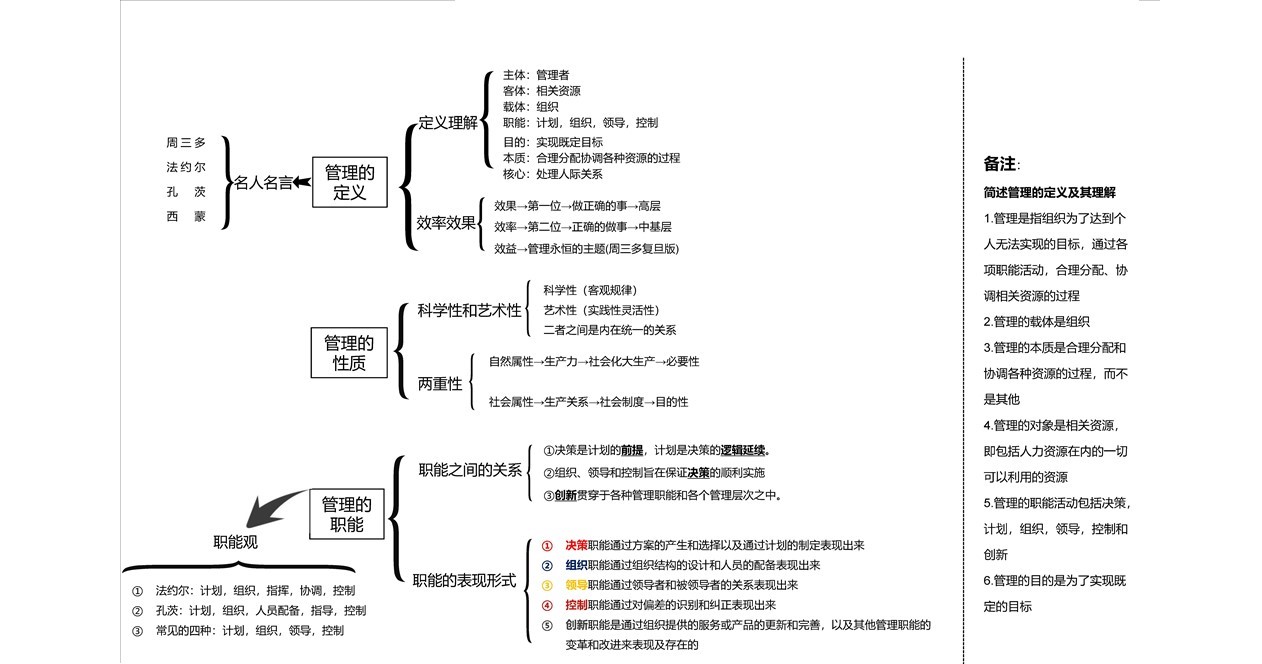 周三多
法约尔
孔 茨
西 蒙
名人名言
管理的
定义
定义理解
主体：管理者
客体：相关资源
载体：组织
职能：计划，组织，领导，控制
目的：实现既定目标
本质：合理分配协调各种资源的过程
核心：处理人际关系
效率效果
效果→第一位→做正确的事→高层
效率→第二位→正确的做事→中基层
效益→管理永恒的主题(周三多复旦版)
管理的
性质
科学性和艺术性
科学性（客观规律）
艺术性（实践性灵活性）
二者之间是内在统一的关系
两重性
自然属性→生产力→社会化大生产→必要性
社会属性→生产关系→社会制度→目的性
管理的
职能
职能之间的关系
①决策是计划的前提，计划是决策的逻辑延续。
②组织、领导和控制旨在保证决策的顺利实施
③创新贯穿于各种管理职能和各个管理层次之中。
职能的表现形式
① 决策职能通过方案的产生和选择以及通过计划的制定表现出来
② 组织职能通过组织结构的设计和人员的配备表现出来
③ 领导职能通过领导者和被领导者的关系表现出来
④ 控制职能通过对偏差的识别和纠正表现出来
⑤ 创新职能是通过组织提供的服务或产品的更新和完善，以及其他管理职能的
变革和改进来表现及存在的
职能观
① 法约尔：计划，组织，指挥，协调，控制
② 孔茨：计划，组织，人员配备，指导，控制
③ 常见的四种：计划，组织，领导，控制
备注：
简述管理的定义及其理解
1.管理是指组织为了达到个
人无法实现的目标，通过各
项职能活动，合理分配、协
调相关资源的过程
2.管理的载体是组织
3.管理的本质是合理分配和
协调各种资源的过程，而不
是其他
4.管理的对象是相关资源，
即包括人力资源在内的一切
可以利用的资源
5.管理的职能活动包括决策，
计划，组织，领导，控制和
创新
6.管理的目的是为了实现既
定的目标